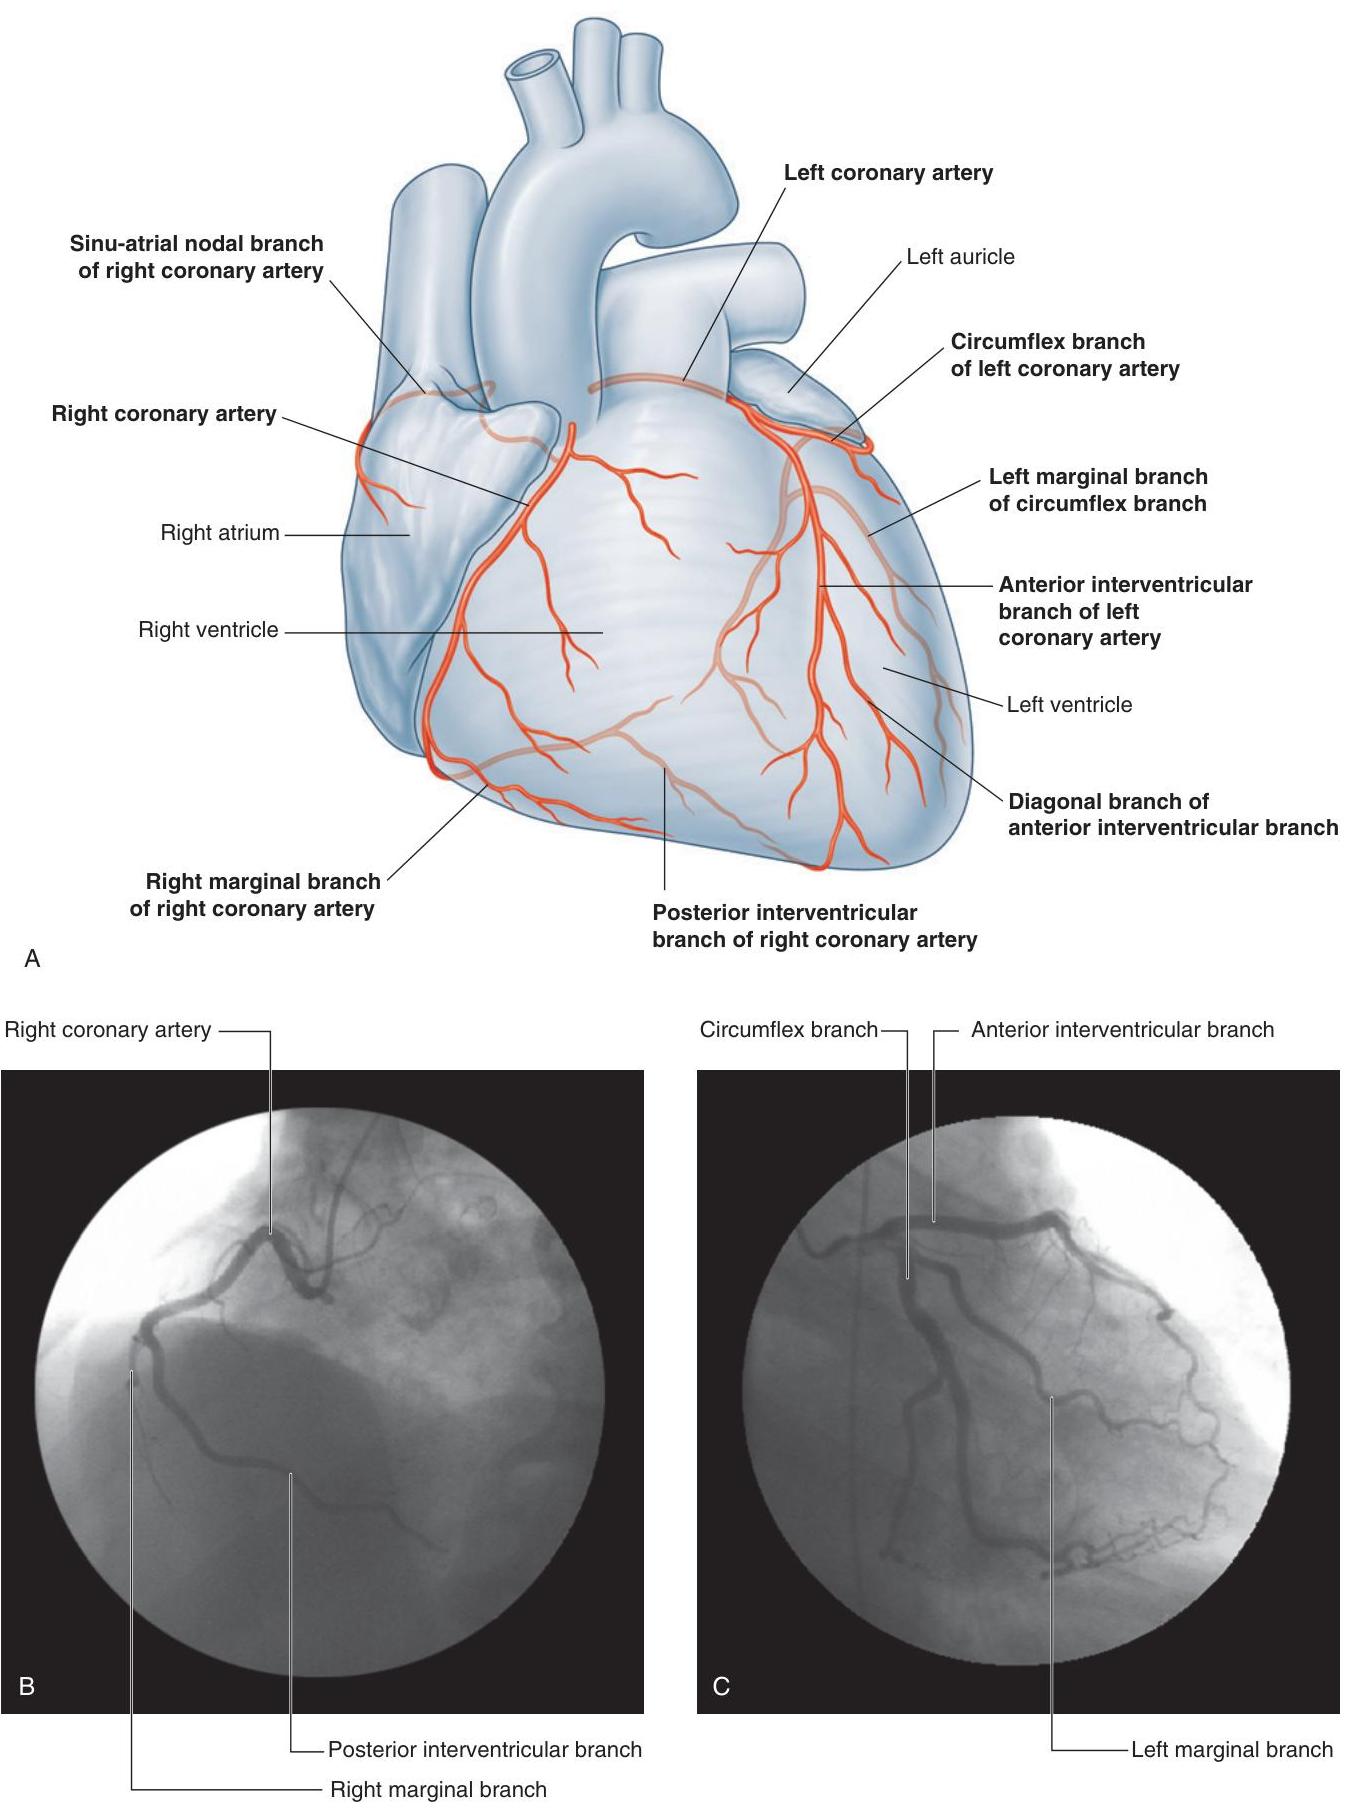 Left coronary artery
Sinu-atrial nodal branch
of right coronary artery
Left auricle
Circumflex branch
of left coronary artery
Right coronary artery
Left marginal branch
of circumflex branch
Right atrium
Anterior interventricular
branch of left
coronary artery
Right ventricle
Left ventricle
Diagonal branch of
anterior interventricular branch
Right marginal branch
of right coronary artery
Posterior interventricular
branch of right coronary artery
A
Right coronary artery
Circumflex branch
Anterior interventricular branch
B
C
Posterior interventricular branch
Left marginal branch
Right marginal branch